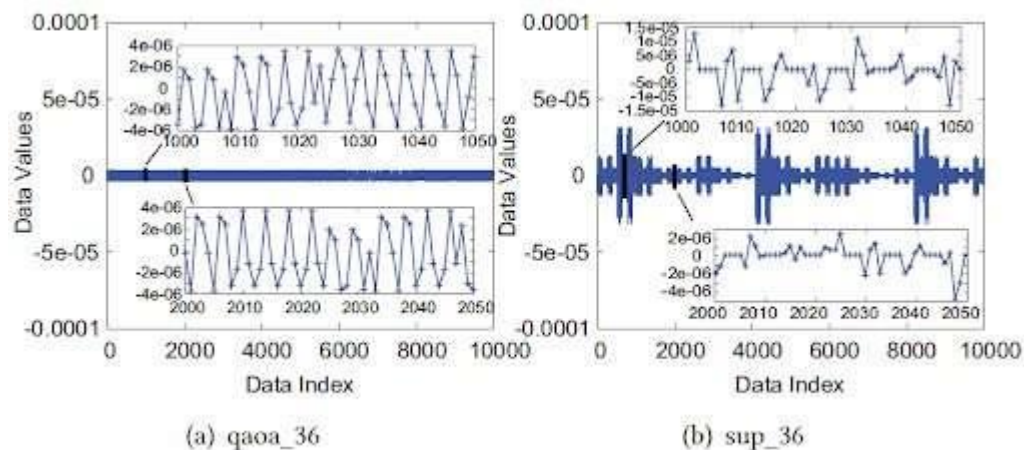 0.0001
5e-05
0
-5e-05
-0.0001
Data Values
4e-06
2e-06
0
-2e-06
-4e-06
1000 1010 1020 1030 1040 1050
4e-06
2e-06
0
-2e-06
-4e-06
2000 2010 2020 2030 2040 2050
0 2000 4000 6000 8000 10000
Data Index
(a) qaoa_36
0.0001
5e-05
0
-5e-05
-0.0001
Data Values
1.5e-05
1e-05
5e-06
0
-5e-06
-1e-05
-1.5e-05
1000 1010 1020 1030 1040 1050
2e-06
0
-2e-06
-4e-06
2000 2010 2020 2030 2040 2050
0 2000 4000 6000 8000 10000
Data Index
(b) sup_36